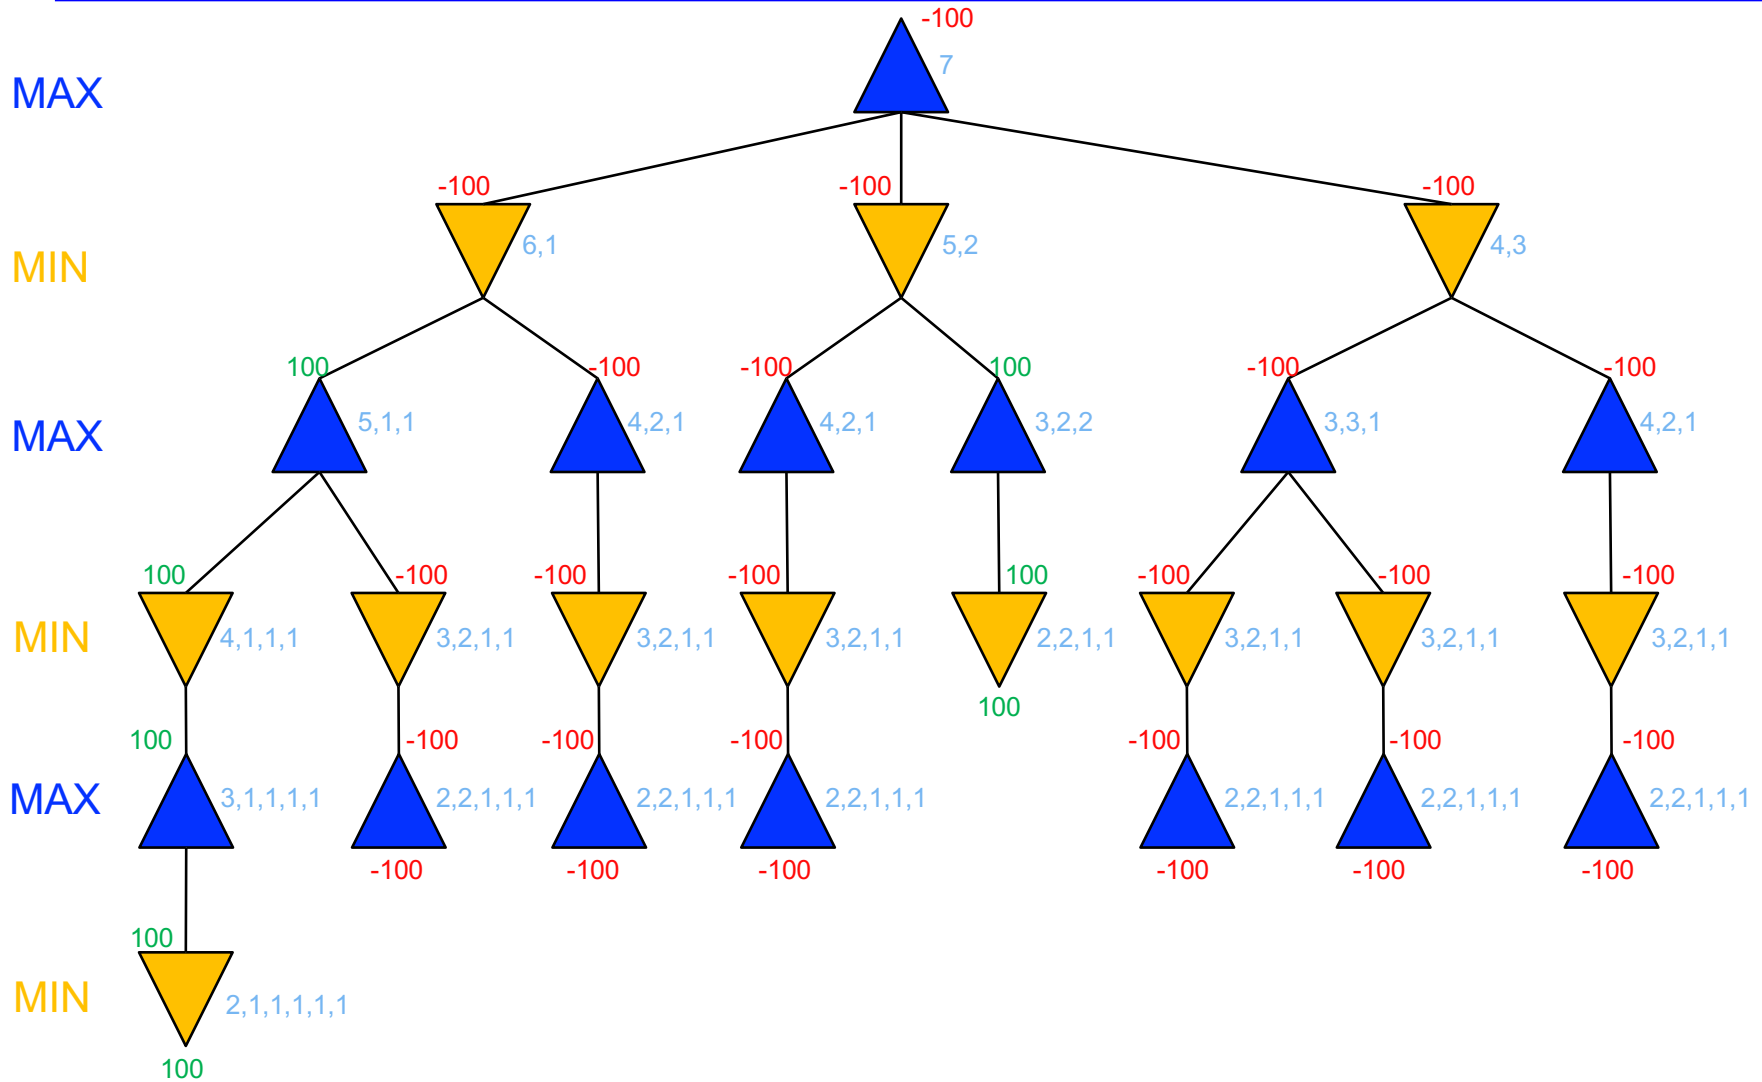 -100
MAX 7
-100 -100 -100
MIN 6,1 5,2 4,3
100 -100 -100 100 -100 -100
MAX 5,1,1 4,2,1 4,2,1 3,2,2 3,3,1 4,2,1
100 -100 -100 -100 100 -100 -100 -100
MIN 4,1,1,1 3,2,1,1 3,2,1,1 3,2,1,1 2,2,1,1 3,2,1,1 3,2,1,1 3,2,1,1
100
100 -100 -100 -100 -100 -100 -100
MAX 3,1,1,1,1 2,2,1,1,1 2,2,1,1,1 2,2,1,1,1 2,2,1,1,1 2,2,1,1,1 2,2,1,1,1
-100 -100 -100 -100 -100 -100
100
MIN 2,1,1,1,1,1
100